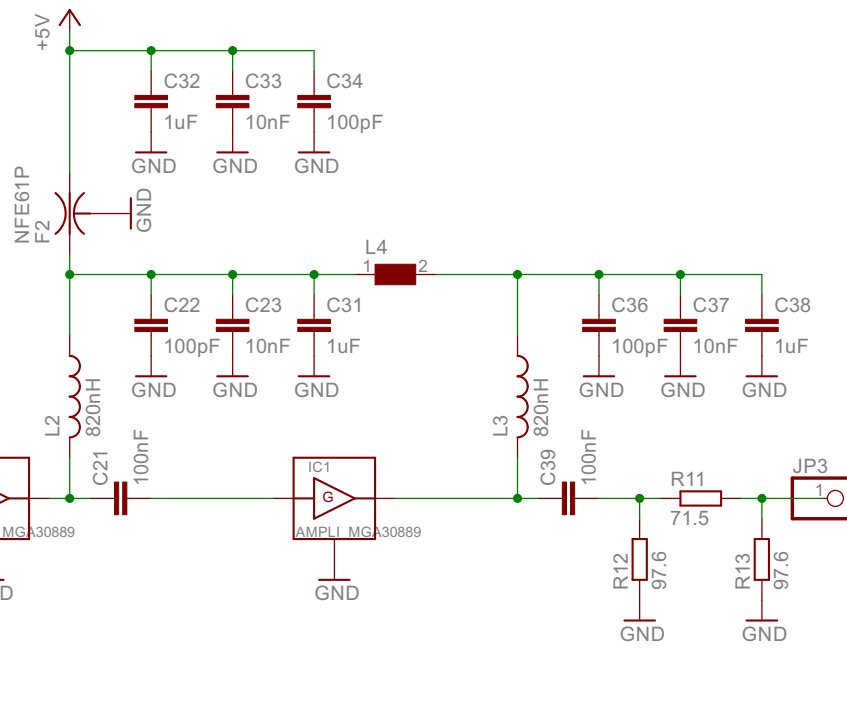 +5V
C32
C33
C34
1uF
10nF
100pF
GND
GND
GND
NFE61P
F2
GND
L4
1
2
C22
C23
C31
C36
C37
C38
100pF
10nF
1uF
100pF
10nF
1uF
GND
GND
GND
GND
GND
GND
L2
820nH
L3
820nH
C21
100nF
IC1
G
C39
100nF
R11
71.5
JP3
1
MGA30889
AMPLI MGA30889
R12
97.6
R13
97.6
D
GND
GND
GND